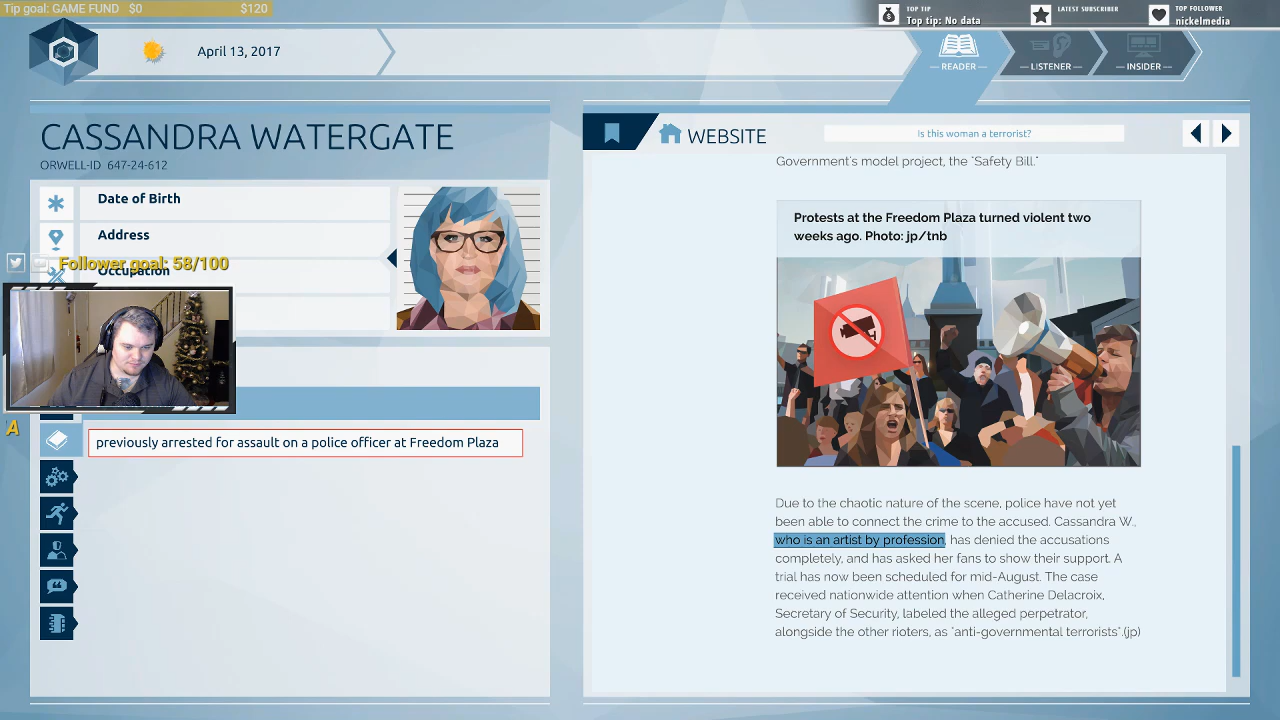 Tip goal: GAME FUND $0 $120
TOP TIP
Top tip: No data
LATEST SUBSCRIBER
TOP FOLLOWER
nickelmedia
April 13, 2017
READER
LISTENER
INSIDER
CASSANDRA WATERGATE
ORWELL-ID 647-24-612
Date of Birth
Address
Occupation
Follower goal: 58/100
A
previously arrested for assault on a police officer at Freedom Plaza
WEBSITE
Is this woman a terrorist?
Government's model project, the "Safety Bill."
Protests at the Freedom Plaza turned violent two
weeks ago. Photo: jp/tnb
Due to the chaotic nature of the scene, police have not yet
been able to connect the crime to the accused. Cassandra W.,
who is an artist by profession, has denied the accusations
completely, and has asked her fans to show their support. A
trial has now been scheduled for mid-August. The case
received nationwide attention when Catherine Delacroix,
Secretary of Security, labeled the alleged perpetrator,
alongside the other rioters, as "anti-governmental terrorists".(jp)